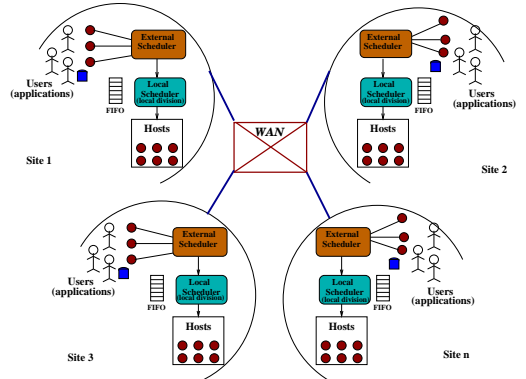 External
Scheduler
Users
(applications)
Local
Scheduler
(local division)
FIFO
Hosts
Site 1
External
Scheduler
Users
(applications)
Local
Scheduler
(local division)
FIFO
Hosts
Site 2
WAN
External
Scheduler
Users
(applications)
Local
Scheduler
(local division)
FIFO
Hosts
Site 3
External
Scheduler
Users
(applications)
Local
Scheduler
(local division)
FIFO
Hosts
Site n